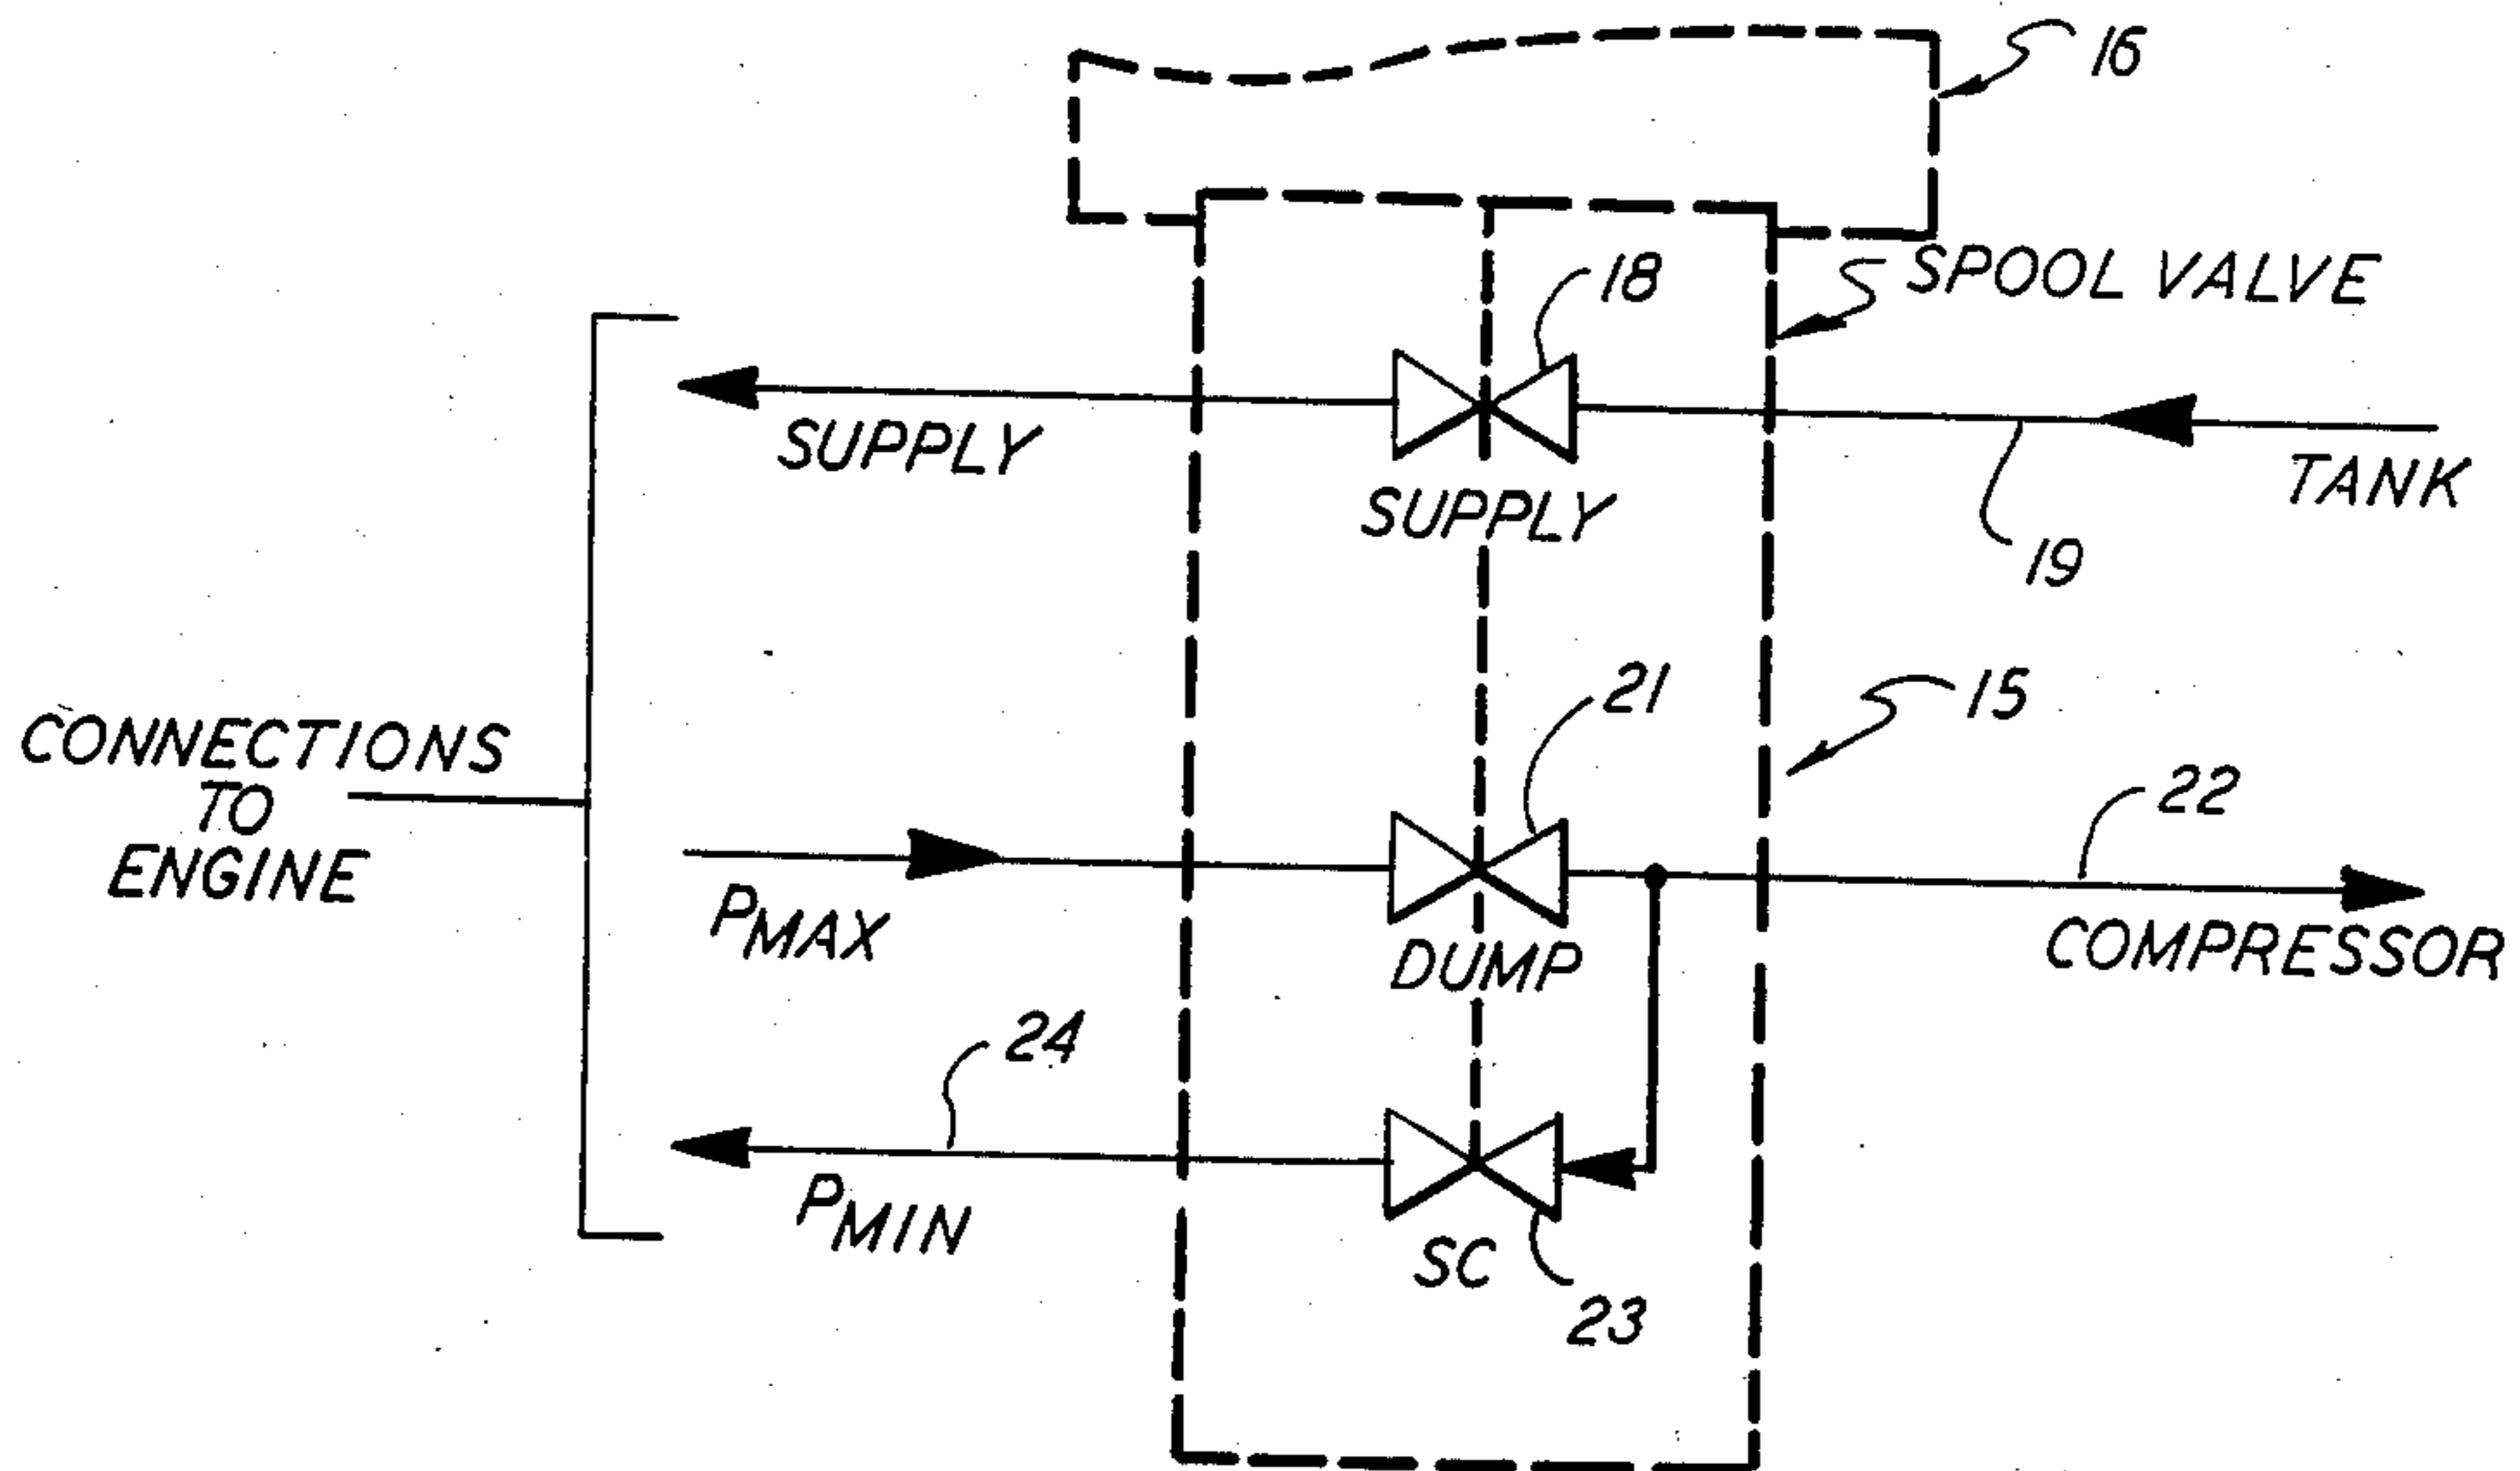 16
SPOOL VALVE
18
SUPPLY
TANK
SUPPLY
19
21
15
CONNECTIONS
TO
ENGINE
22
PMAX
DUMP
COMPRESSOR
24
PMIN
SC
23